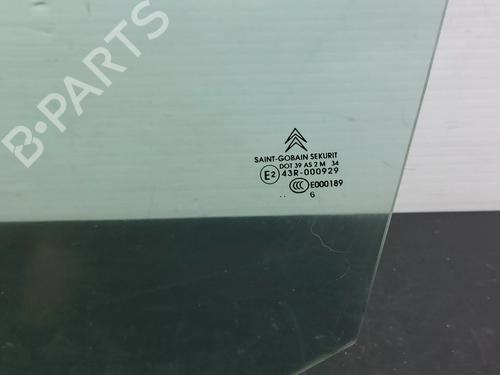 B-PARTS
SAINT-GOBAIN SEKURIT
DOT 39 AS 2 M 34
E2 43R-000929
CCC E000189
.. 6